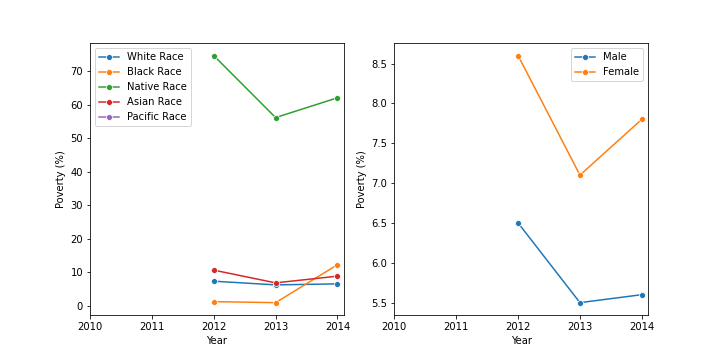 White Race
Black Race
Native Race
Asian Race
Pacific Race
Poverty (%)
70
60
50
40
30
20
10
0
2010 2011 2012 2013 2014
Year
Male
Female
Poverty (%)
8.5
8.0
7.5
7.0
6.5
6.0
5.5
2010 2011 2012 2013 2014
Year